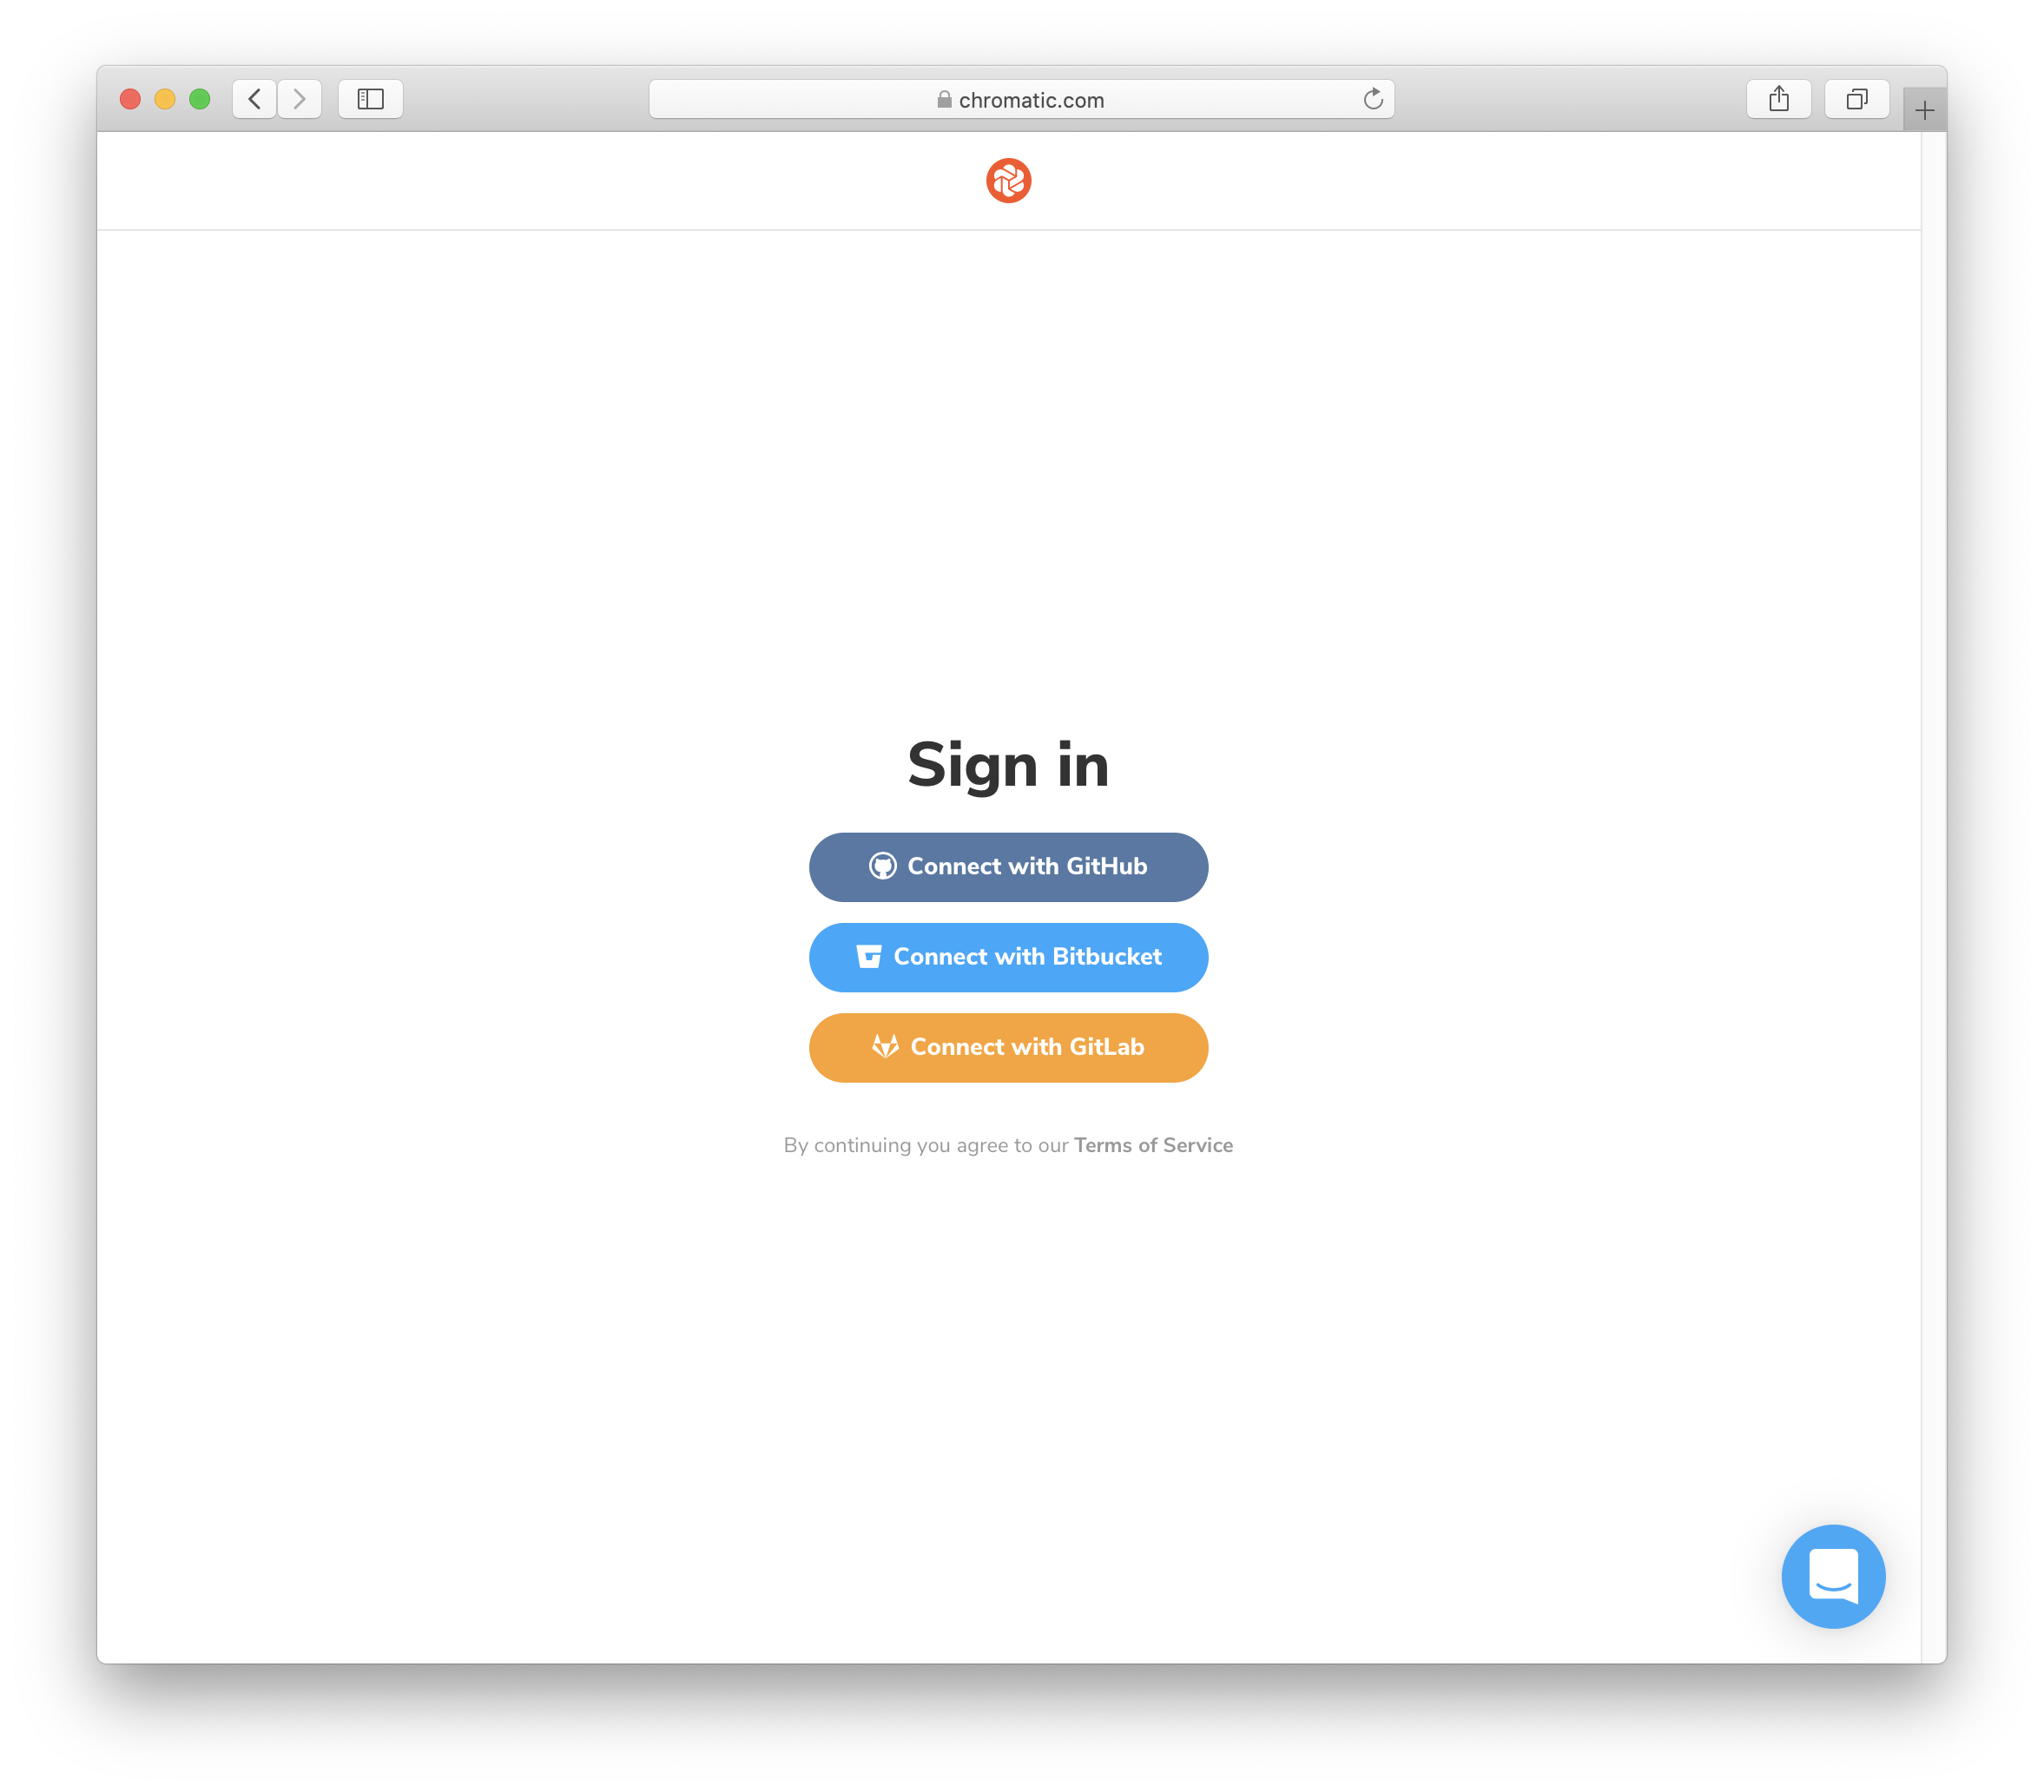 chromatic.com
Sign in
Connect with GitHub
Connect with Bitbucket
Connect with GitLab
By continuing you agree to our Terms of Service